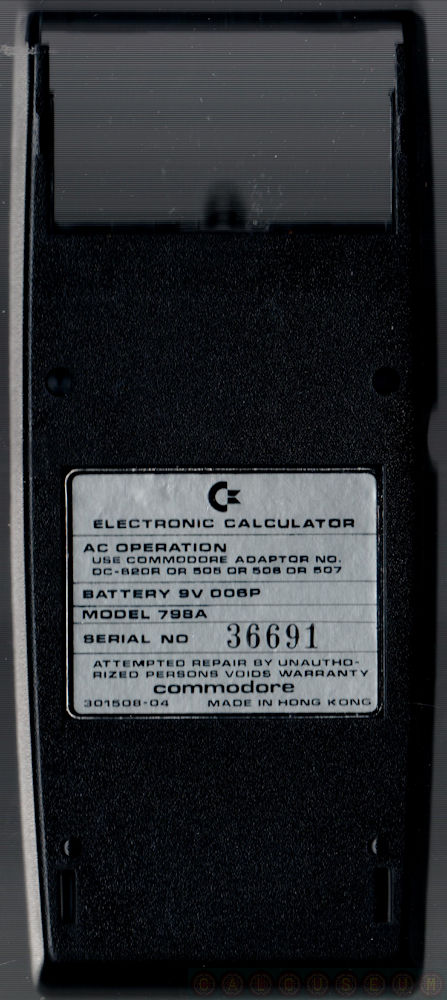 ELECTRONIC CALCULATOR
AC OPERATION
USE COMMODORE ADAPTOR NO.
DC-620R OR 505 OR 506 OR 507
BATTERY 9V 006P
MODEL 798A
SERIAL NO 36691
ATTEMPTED REPAIR BY UNAUTHO-
RIZED PERSONS VOIDS WARRANTY
commodore
301508-04 MADE IN HONG KONG
CALCUSEUM